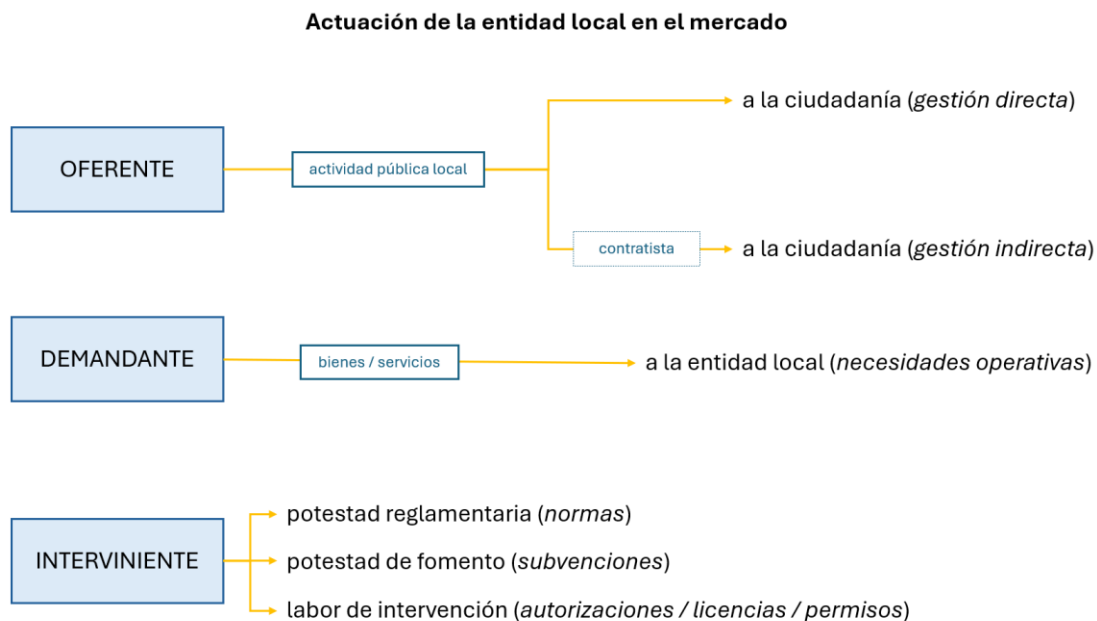 Actuación de la entidad local en el mercado
a la ciudadanía (gestión directa)
OFERENTE
actividad pública local
contratista
a la ciudadanía (gestión indirecta)
DEMANDANTE
bienes / servicios
a la entidad local (necesidades operativas)
potestad reglamentaria (normas)
INTERVINIENTE
potestad de fomento (subvenciones)
labor de intervención (autorizaciones / licencias / permisos)